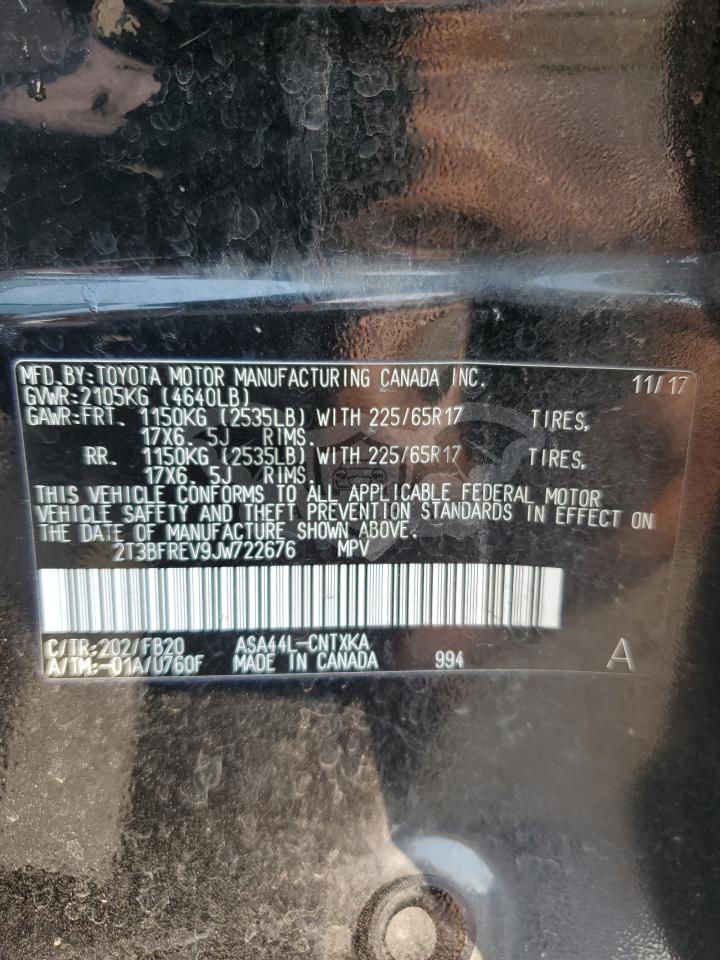 MFD.BY:TOYOTA MOTOR MANUFACTURING CANADA INC. 11/17
GVWR:2105KG (4640LB)
GAWR:FRT. 1150KG (2535LB) WITH 225/65R17 TIRES,
17X6. 5J RIMS.
RR. 1150KG (2535LB) WITH 225/65R17 TIRES,
17X6. 5J RIMS.
THIS VEHICLE CONFORMS TO ALL APPLICABLE FEDERAL MOTOR
VEHICLE SAFETY AND THEFT PREVENTION STANDARDS IN EFFECT ON
THE DATE OF MANUFACTURE SHOWN ABOVE.
2T3BFREV9JW722676 MPV
C/TR:202/FB20 ASA44L-CNTXKA
A/TM:-01A/U760F MADE IN CANADA 994 A